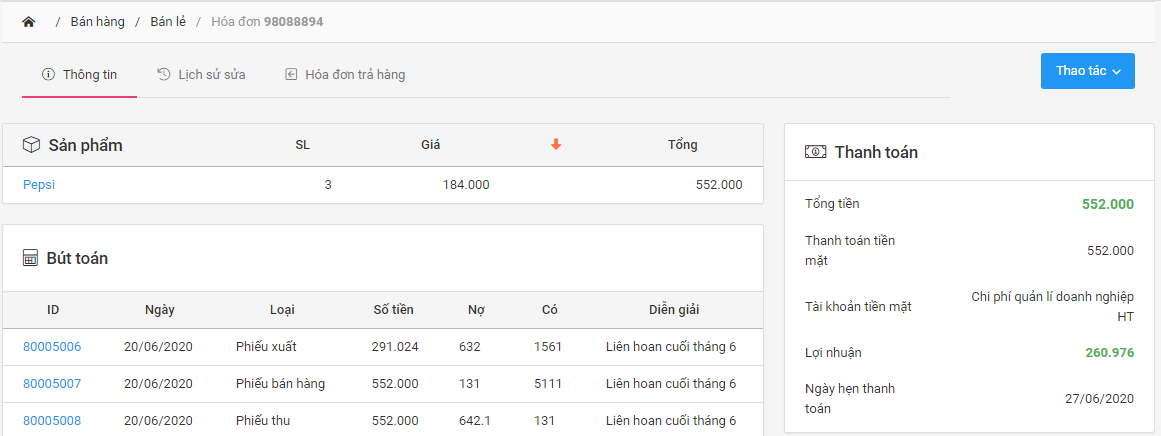 / Bán hàng / Bán lẻ / Hóa đơn 98088894
Thông tin Lịch sử sửa Hóa đơn trả hàng
Thao tác
Sản phẩm SL Giá Tổng
Pepsi 3 184.000 552.000
Bút toán
ID Ngày Loại Số tiền Nợ Có Diễn giải
80005006 20/06/2020 Phiếu xuất 291.024 632 1561 Liên hoan cuối tháng 6
80005007 20/06/2020 Phiếu bán hàng 552.000 131 5111 Liên hoan cuối tháng 6
80005008 20/06/2020 Phiếu thu 552.000 642.1 131 Liên hoan cuối tháng 6
Thanh toán
Tổng tiền 552.000
Thanh toán tiền
mặt
552.000
Tài khoản tiền mặt
Chi phí quản lí doanh nghiệp
HT
Lợi nhuận 260.976
Ngày hẹn thanh
toán
27/06/2020